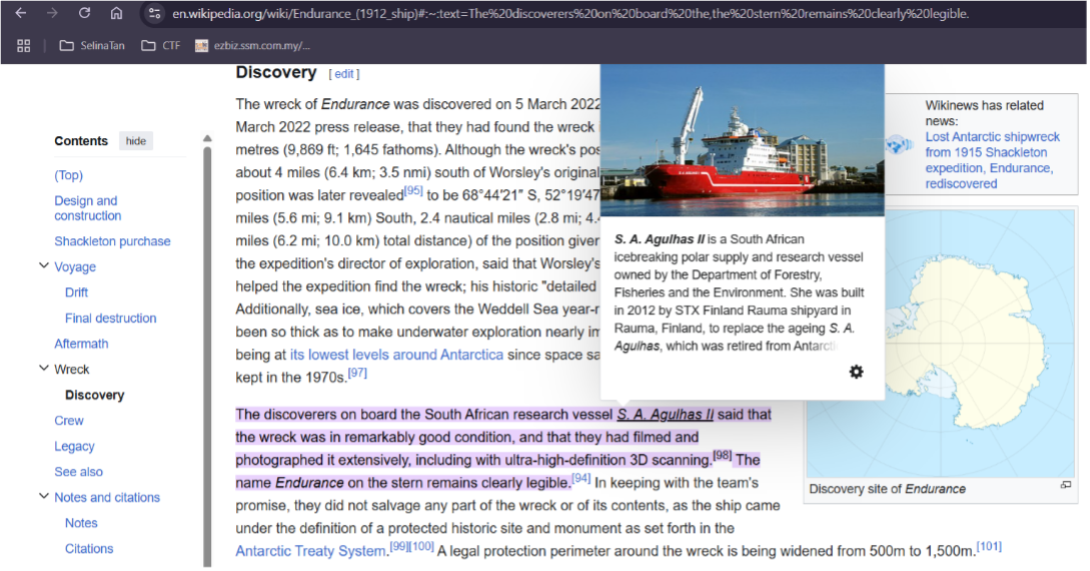 en.wikipedia.org/wiki/Endurance_(1912_ship)#:~:text=The%20discoverers%20on%20board%20the,the%20stern%20remains%20clearly%20legible.
SelinaTan
CTF
ezbiz.ssm.com.my/...
Contents
hide
(Top)
Design and
construction
Shackleton purchase
Voyage
Drift
Final destruction
Aftermath
Wreck
Discovery
Crew
Legacy
See also
Notes and citations
Notes
Citations
Discovery [ edit ]
The wreck of Endurance was discovered on 5 March 2022
March 2022 press release, that they had found the wreck
metres (9,869 ft; 1,645 fathoms). Although the wreck's pos
about 4 miles (6.4 km; 3.5 nmi) south of Worsley's original
position was later revealed[95] to be 68°44′21″ S, 52°19′47
miles (5.6 mi; 9.1 km) South, 2.4 nautical miles (2.8 mi; 4.
miles (6.2 mi; 10.0 km) total distance) of the position given
the expedition's director of exploration, said that Worsley's
helped the expedition find the wreck; his historic "detailed
Additionally, sea ice, which covers the Weddell Sea year-r
been so thick as to make underwater exploration nearly im
being at its lowest levels around Antarctica since space sa
kept in the 1970s.[97]
The discoverers on board the South African research vessel S. A. Agulhas II said that
the wreck was in remarkably good condition, and that they had filmed and
photographed it extensively, including with ultra-high-definition 3D scanning.[98] The
name Endurance on the stern remains clearly legible.[94] In keeping with the team's
promise, they did not salvage any part of the wreck or of its contents, as the ship came
under the definition of a protected historic site and monument as set forth in the
Antarctic Treaty System.[99][100] A legal protection perimeter around the wreck is being widened from 500m to 1,500m.[101]
S. A. Agulhas II is a South African
icebreaking polar supply and research vessel
owned by the Department of Forestry,
Fisheries and the Environment. She was built
in 2012 by STX Finland Rauma shipyard in
Rauma, Finland, to replace the ageing S. A.
Agulhas, which was retired from Antarcti
Wikinews has related
news:
Lost Antarctic shipwreck
from 1915 Shackleton
expedition, Endurance,
rediscovered
Discovery site of Endurance